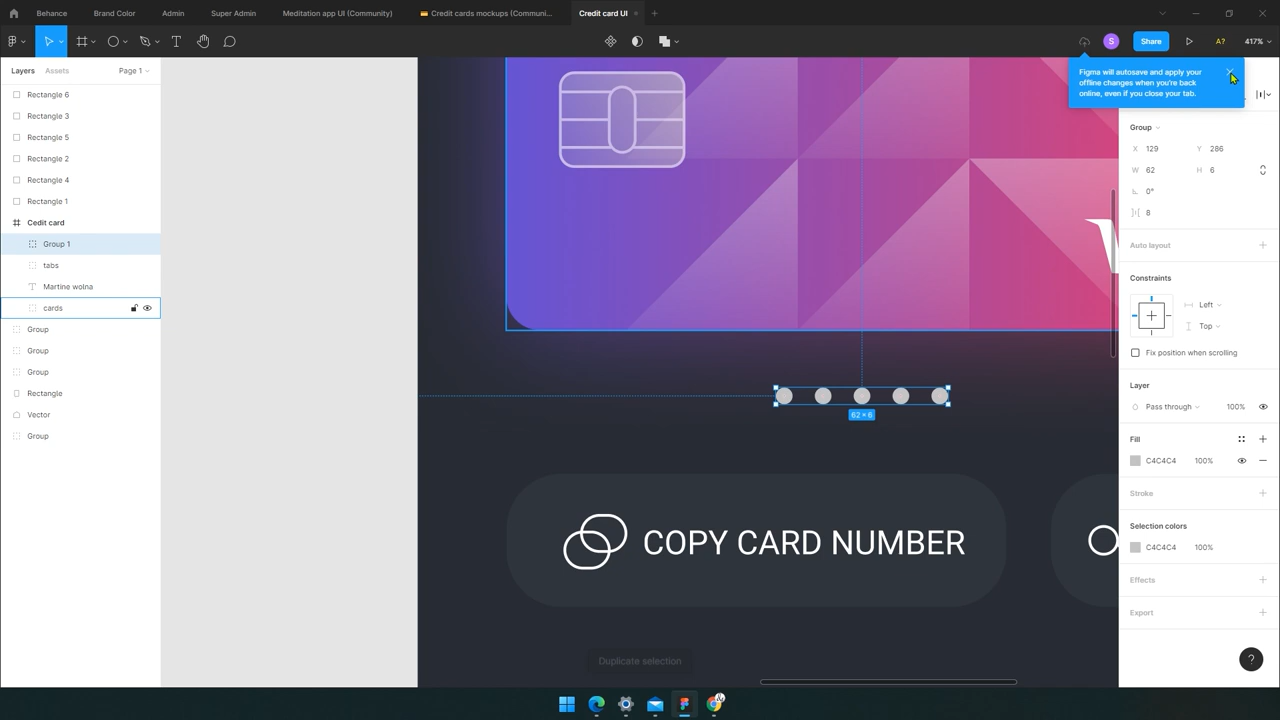 Behance
Brand Color
Admin
Super Admin
Meditation app UI (Community)
Credit cards mockups (Communi...
Credit card UI
S
Share
A?
417%
Layers
Assets
Page 1
Figma will autosave and apply your
offline changes when you're back
online, even if you close your tab.
Rectangle 6
Rectangle 3
Rectangle 5
Rectangle 2
Rectangle 4
Rectangle 1
Cedit card
Group 1
tabs
Martine wolna
cards
Group
Group
Group
Rectangle
Vector
Group
62 × 6
COPY CARD NUMBER
Duplicate selection
Group
X 129
Y 286
W 62
H 6
0°
8
Auto layout
Constraints
Left
Top
Fix position when scrolling
Layer
Pass through
100%
Fill
C4C4C4 100%
Stroke
Selection colors
C4C4C4 100%
Effects
Export
?